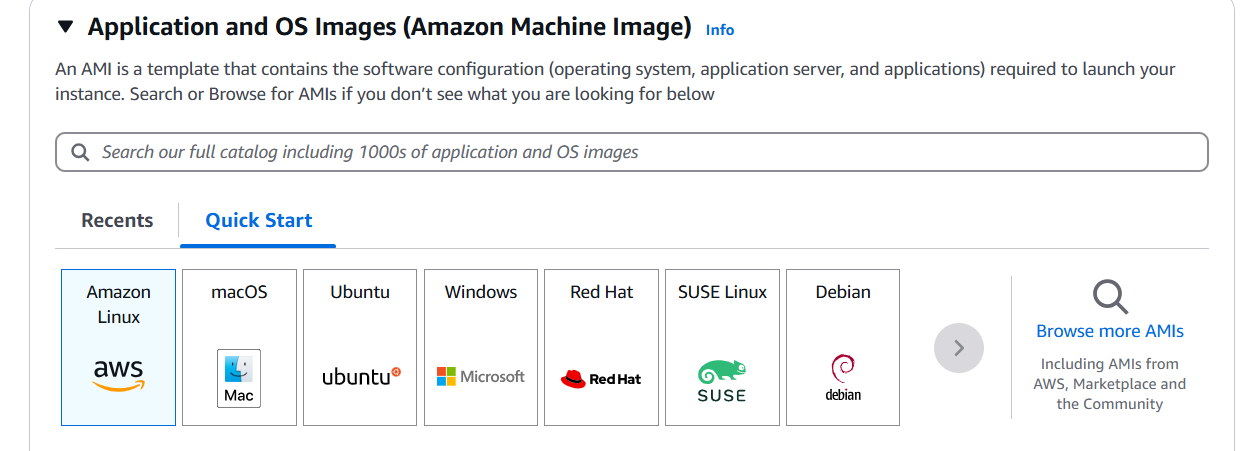 Application and OS Images (Amazon Machine Image) Info
An AMI is a template that contains the software configuration (operating system, application server, and applications) required to launch your
instance. Search or Browse for AMIs if you don’t see what you are looking for below
Search our full catalog including 1000s of application and OS images
Recents
Quick Start
Amazon
Linux
aws
macOS
Mac
Ubuntu
ubuntu
Windows
Microsoft
Red Hat
Red Hat
SUSE Linux
SUSE
Debian
debian
Browse more AMIs
Including AMIs from
AWS, Marketplace and
the Community